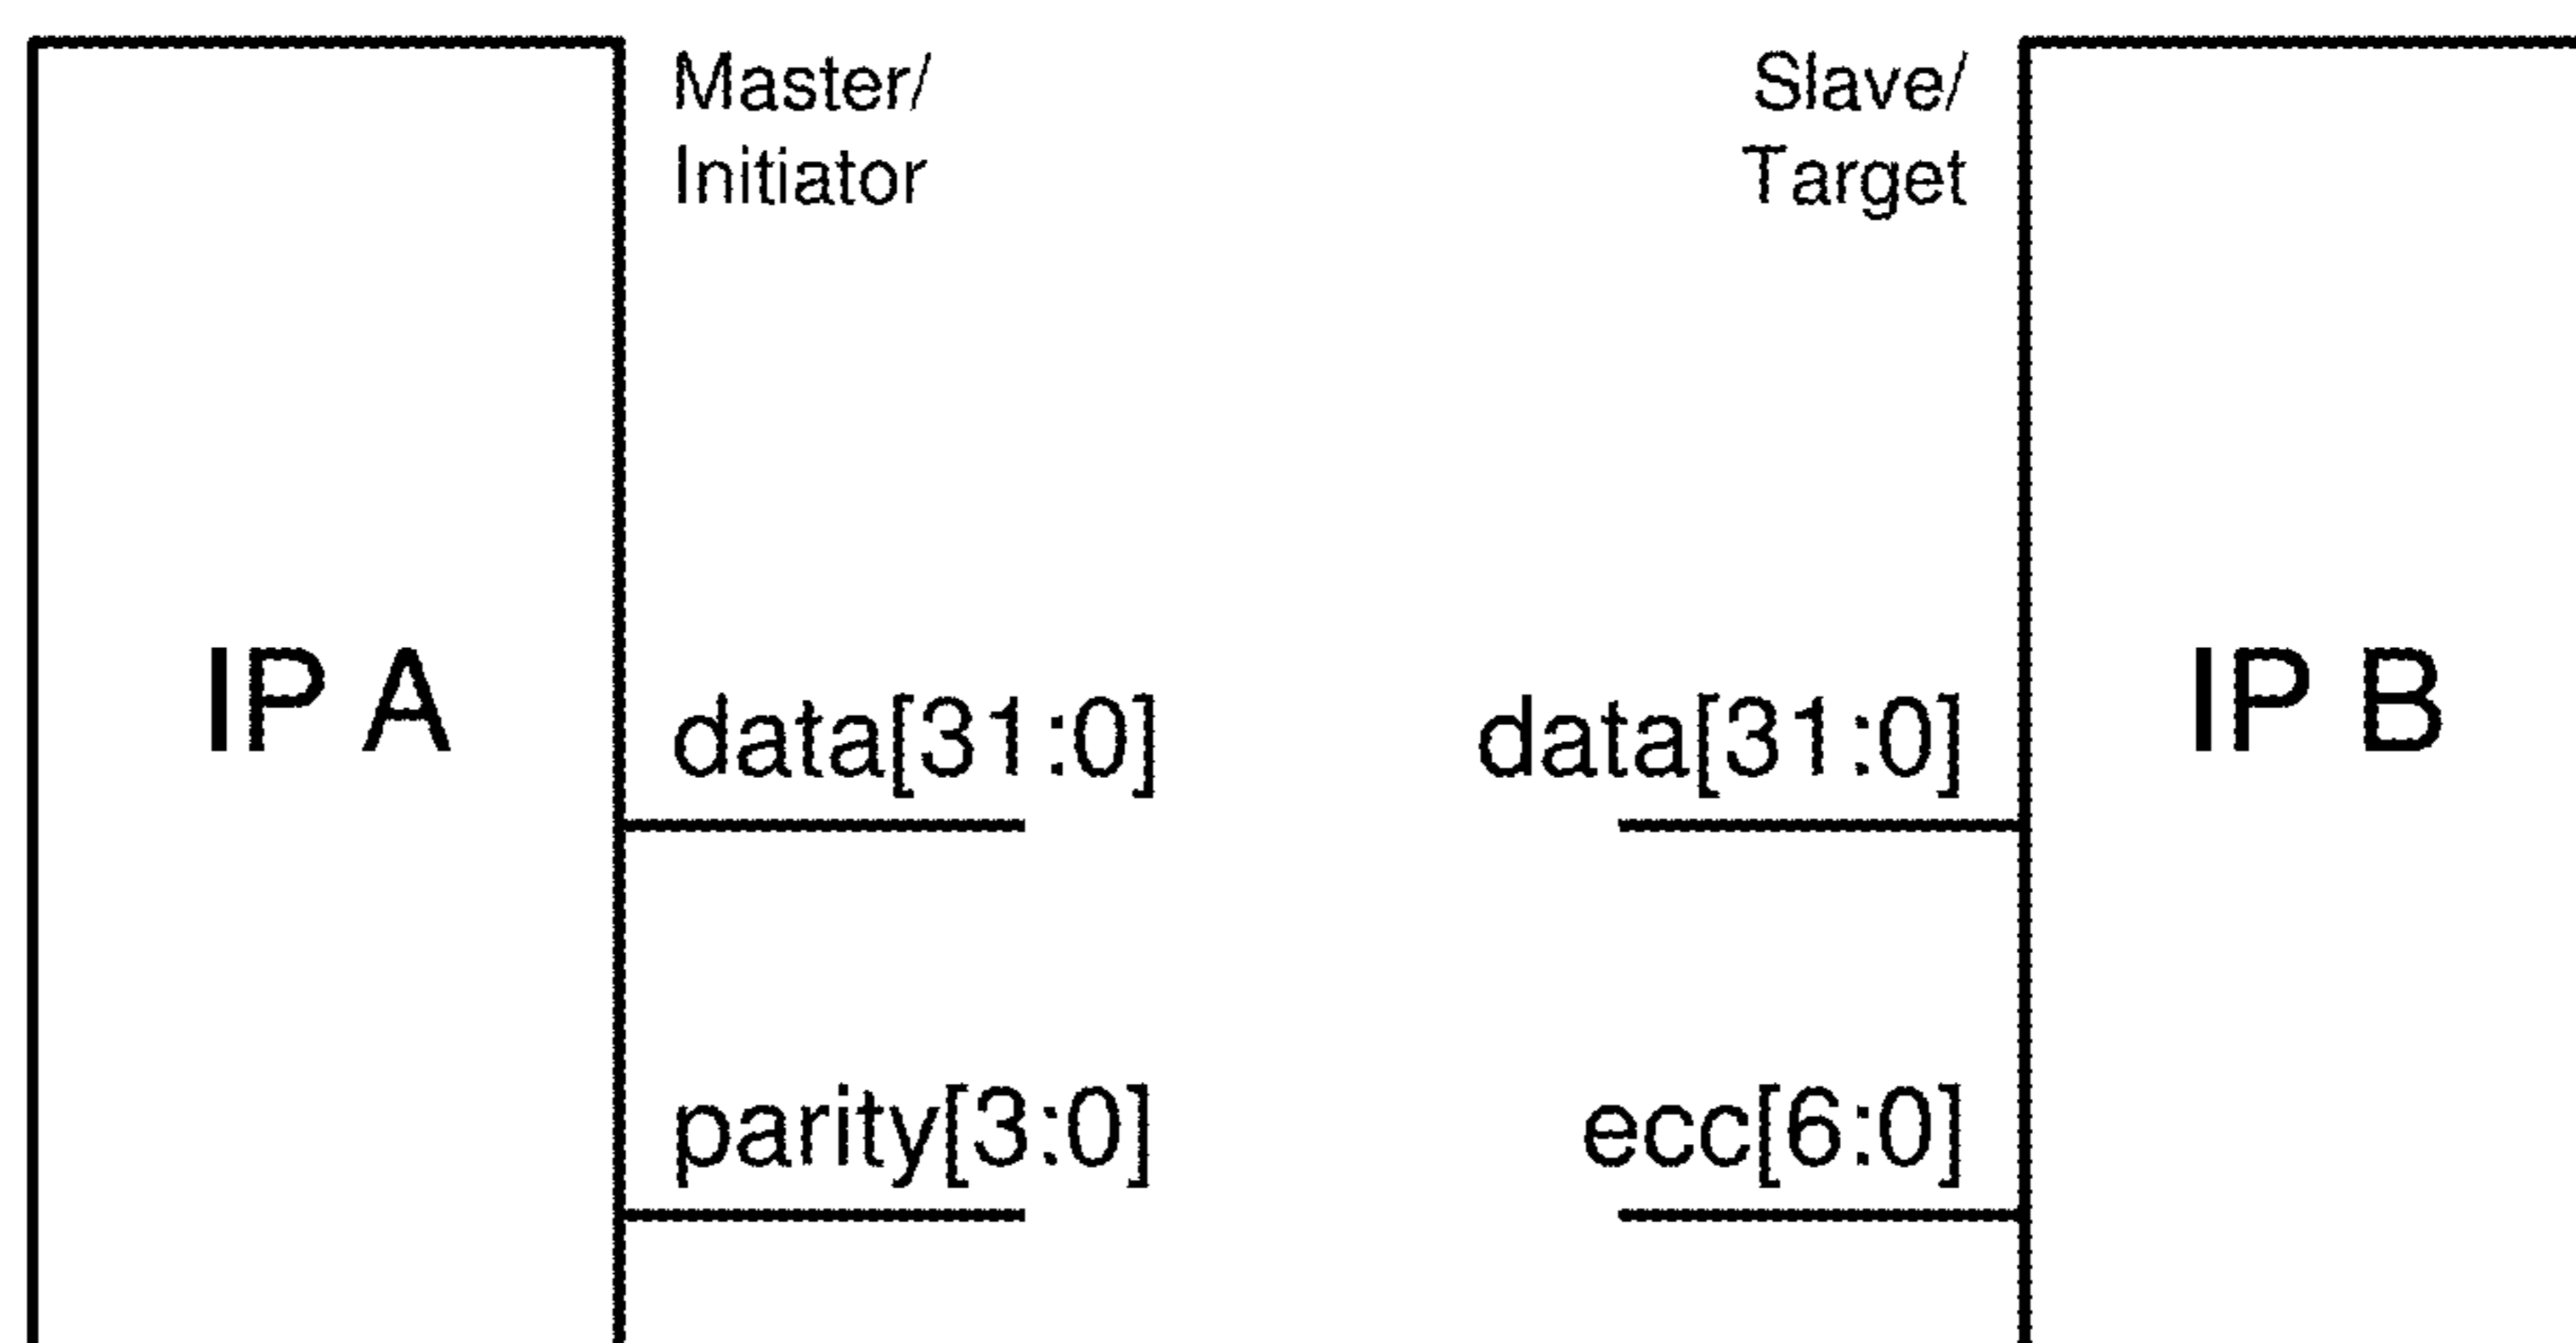 Master/
Initiator
Slave/
Target
IP A
IP B
data[31:0]
data[31:0]
parity[3:0]
ecc[6:0]